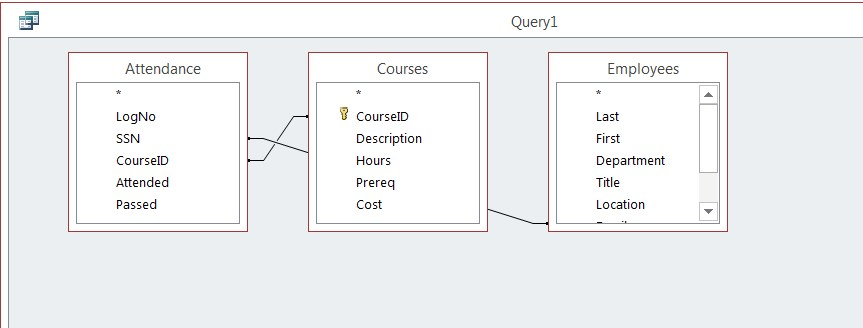 Query1
Attendance
*
LogNo
SSN
CourseID
Attended
Passed
Courses
*
CourseID
Description
Hours
Prereq
Cost
Employees
*
Last
First
Department
Title
Location